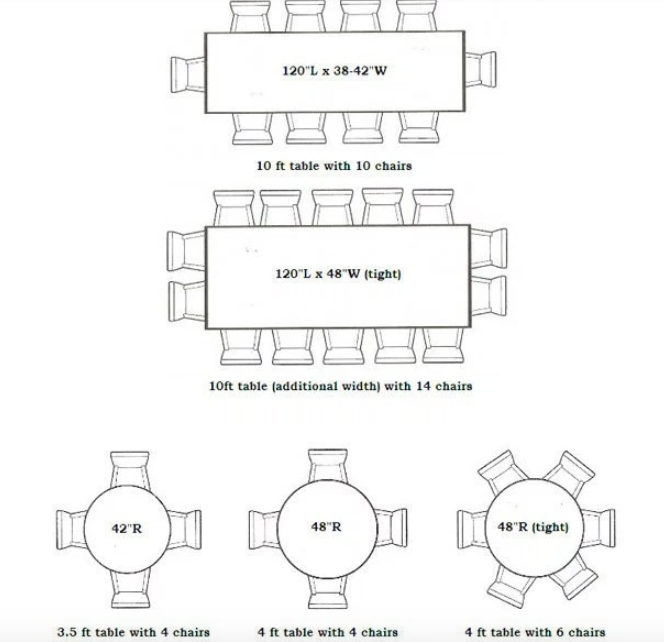 120"L x 38-42"W
10 ft table with 10 chairs
120"L x 48"W (tight)
10ft table (additional width) with 14 chairs
42"R
48"R
48"R (tight)
3.5 ft table with 4 chairs
4 ft table with 4 chairs
4 ft table with 6 chairs